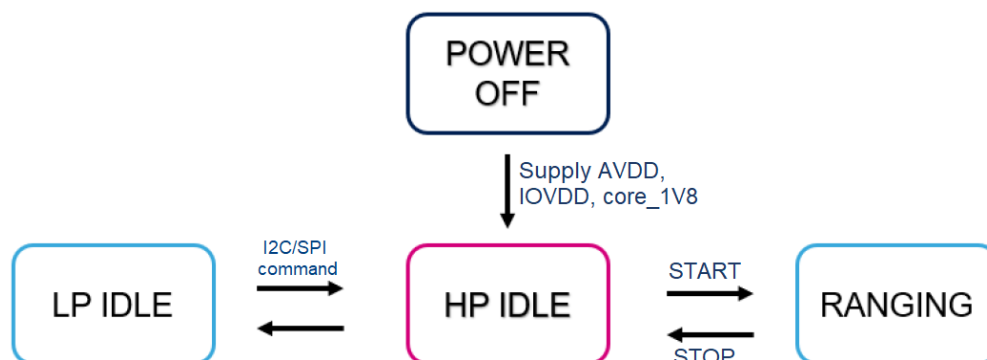 POWER
OFF
Supply AVDD,
IOVDD, core_1V8
I2C/SPI
command
LP IDLE
HP IDLE
START
STOP
RANGING